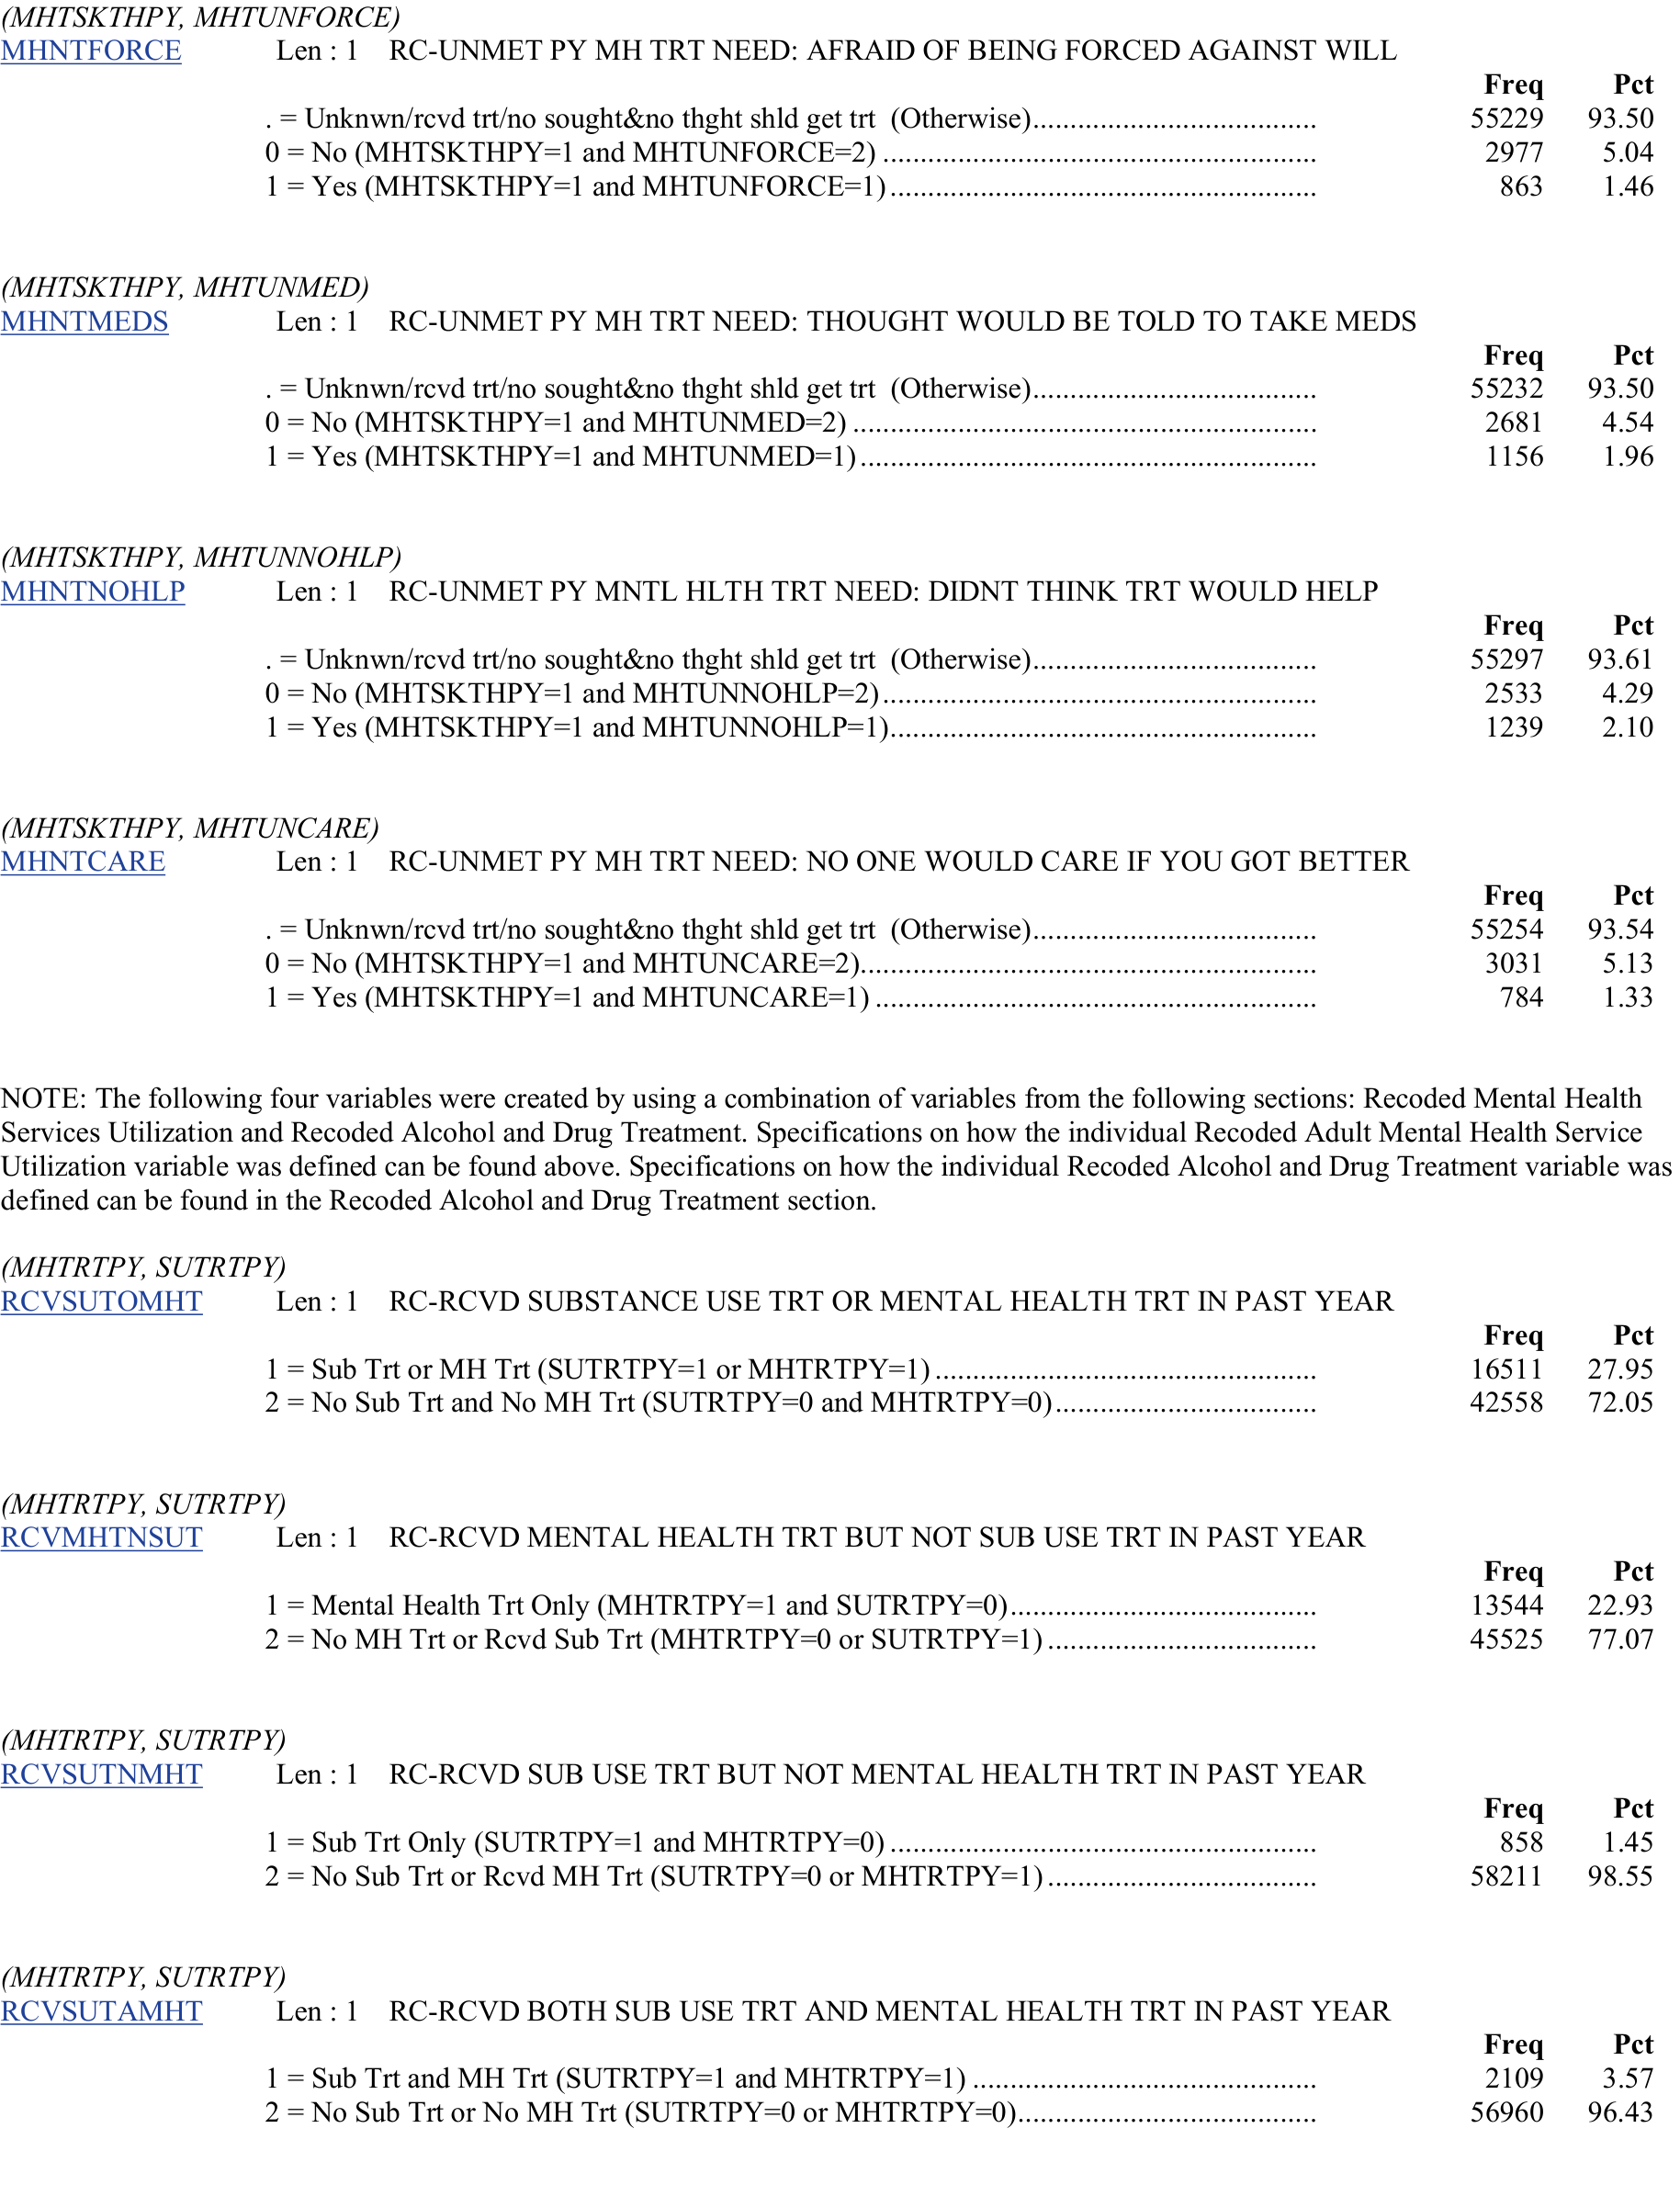 (MHTSKTHPY, MHTUNFORCE)
MHNTFORCE Len : 1 RC-UNMET PY MH TRT NEED: AFRAID OF BEING FORCED AGAINST WILL
Freq Pct
. = Unknwn/rcvd trt/no sought&no thght shld get trt (Otherwise)...................................... 55229 93.50
0 = No (MHTSKTHPY=1 and MHTUNFORCE=2) .......................................................... 2977 5.04
1 = Yes (MHTSKTHPY=1 and MHTUNFORCE=1) ......................................................... 863 1.46
(MHTSKTHPY, MHTUNMED)
MHNTMEDS Len : 1 RC-UNMET PY MH TRT NEED: THOUGHT WOULD BE TOLD TO TAKE MEDS
Freq Pct
. = Unknwn/rcvd trt/no sought&no thght shld get trt (Otherwise)...................................... 55232 93.50
0 = No (MHTSKTHPY=1 and MHTUNMED=2) .............................................................. 2681 4.54
1 = Yes (MHTSKTHPY=1 and MHTUNMED=1) ............................................................. 1156 1.96
(MHTSKTHPY, MHTUNNOHLP)
MHNTNOHLP Len : 1 RC-UNMET PY MNTL HLTH TRT NEED: DIDNT THINK TRT WOULD HELP
Freq Pct
. = Unknwn/rcvd trt/no sought&no thght shld get trt (Otherwise)...................................... 55297 93.61
0 = No (MHTSKTHPY=1 and MHTUNNOHLP=2) .......................................................... 2533 4.29
1 = Yes (MHTSKTHPY=1 and MHTUNNOHLP=1)......................................................... 1239 2.10
(MHTSKTHPY, MHTUNCARE)
MHNTCARE Len : 1 RC-UNMET PY MH TRT NEED: NO ONE WOULD CARE IF YOU GOT BETTER
Freq Pct
. = Unknwn/rcvd trt/no sought&no thght shld get trt (Otherwise)...................................... 55254 93.54
0 = No (MHTSKTHPY=1 and MHTUNCARE=2)............................................................. 3031 5.13
1 = Yes (MHTSKTHPY=1 and MHTUNCARE=1) ........................................................... 784 1.33
NOTE: The following four variables were created by using a combination of variables from the following sections: Recoded Mental Health
Services Utilization and Recoded Alcohol and Drug Treatment. Specifications on how the individual Recoded Adult Mental Health Service
Utilization variable was defined can be found above. Specifications on how the individual Recoded Alcohol and Drug Treatment variable was
defined can be found in the Recoded Alcohol and Drug Treatment section.
(MHTRTPY, SUTRTPY)
RCVSUTOMHT Len : 1 RC-RCVD SUBSTANCE USE TRT OR MENTAL HEALTH TRT IN PAST YEAR
Freq Pct
1 = Sub Trt or MH Trt (SUTRTPY=1 or MHTRTPY=1) ................................................... 16511 27.95
2 = No Sub Trt and No MH Trt (SUTRTPY=0 and MHTRTPY=0)................................... 42558 72.05
(MHTRTPY, SUTRTPY)
RCVMHTNSUT Len : 1 RC-RCVD MENTAL HEALTH TRT BUT NOT SUB USE TRT IN PAST YEAR
Freq Pct
1 = Mental Health Trt Only (MHTRTPY=1 and SUTRTPY=0)......................................... 13544 22.93
2 = No MH Trt or Rcvd Sub Trt (MHTRTPY=0 or SUTRTPY=1) .................................... 45525 77.07
(MHTRTPY, SUTRTPY)
RCVSUTNMHT Len : 1 RC-RCVD SUB USE TRT BUT NOT MENTAL HEALTH TRT IN PAST YEAR
Freq Pct
1 = Sub Trt Only (SUTRTPY=1 and MHTRTPY=0) ......................................................... 858 1.45
2 = No Sub Trt or Rcvd MH Trt (SUTRTPY=0 or MHTRTPY=1) .................................... 58211 98.55
(MHTRTPY, SUTRTPY)
RCVSUTAMHT Len : 1 RC-RCVD BOTH SUB USE TRT AND MENTAL HEALTH TRT IN PAST YEAR
Freq Pct
1 = Sub Trt and MH Trt (SUTRTPY=1 and MHTRTPY=1) .............................................. 2109 3.57
2 = No Sub Trt or No MH Trt (SUTRTPY=0 or MHTRTPY=0)........................................ 56960 96.43